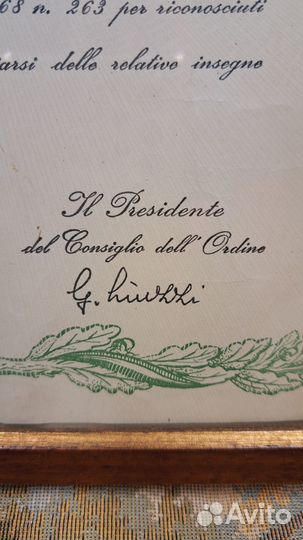 68 n. 263 per riconosciuti
arsi delle relative insegne
Il Presidente
del Consiglio dell' Ordine
G.
Avito